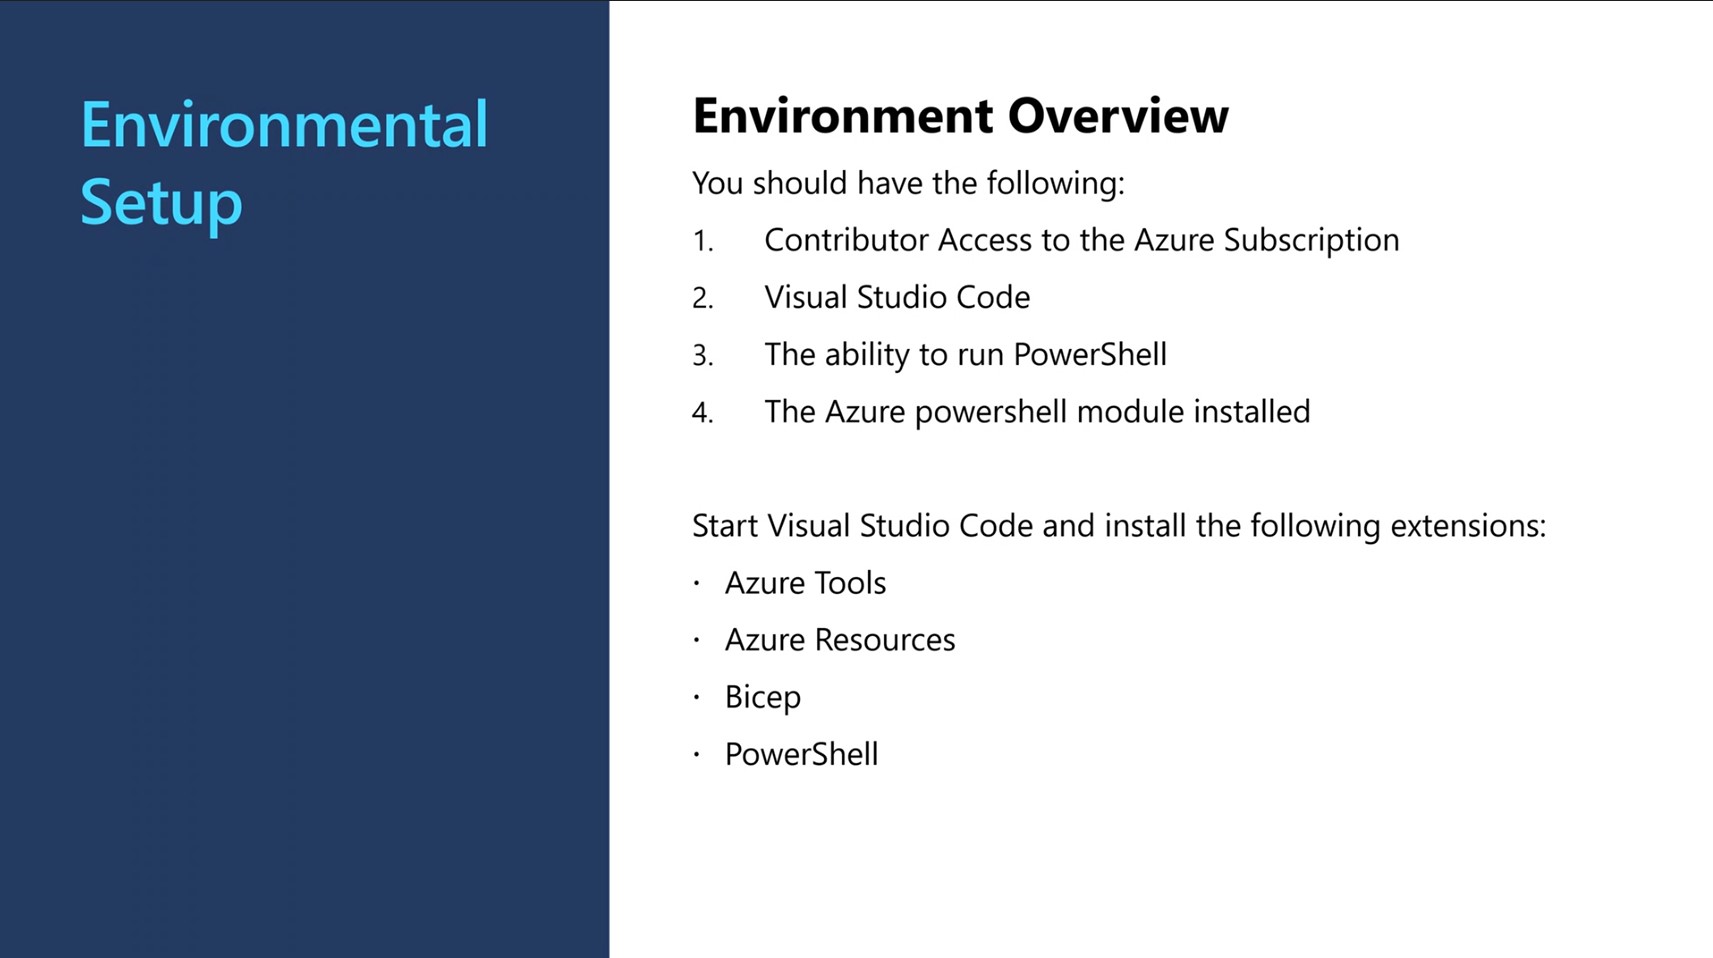 Environmental
Setup
Environment Overview
You should have the following:
1. Contributor Access to the Azure Subscription
2. Visual Studio Code
3. The ability to run PowerShell
4. The Azure powershell module installed
Start Visual Studio Code and install the following extensions:
· Azure Tools
· Azure Resources
· Bicep
· PowerShell